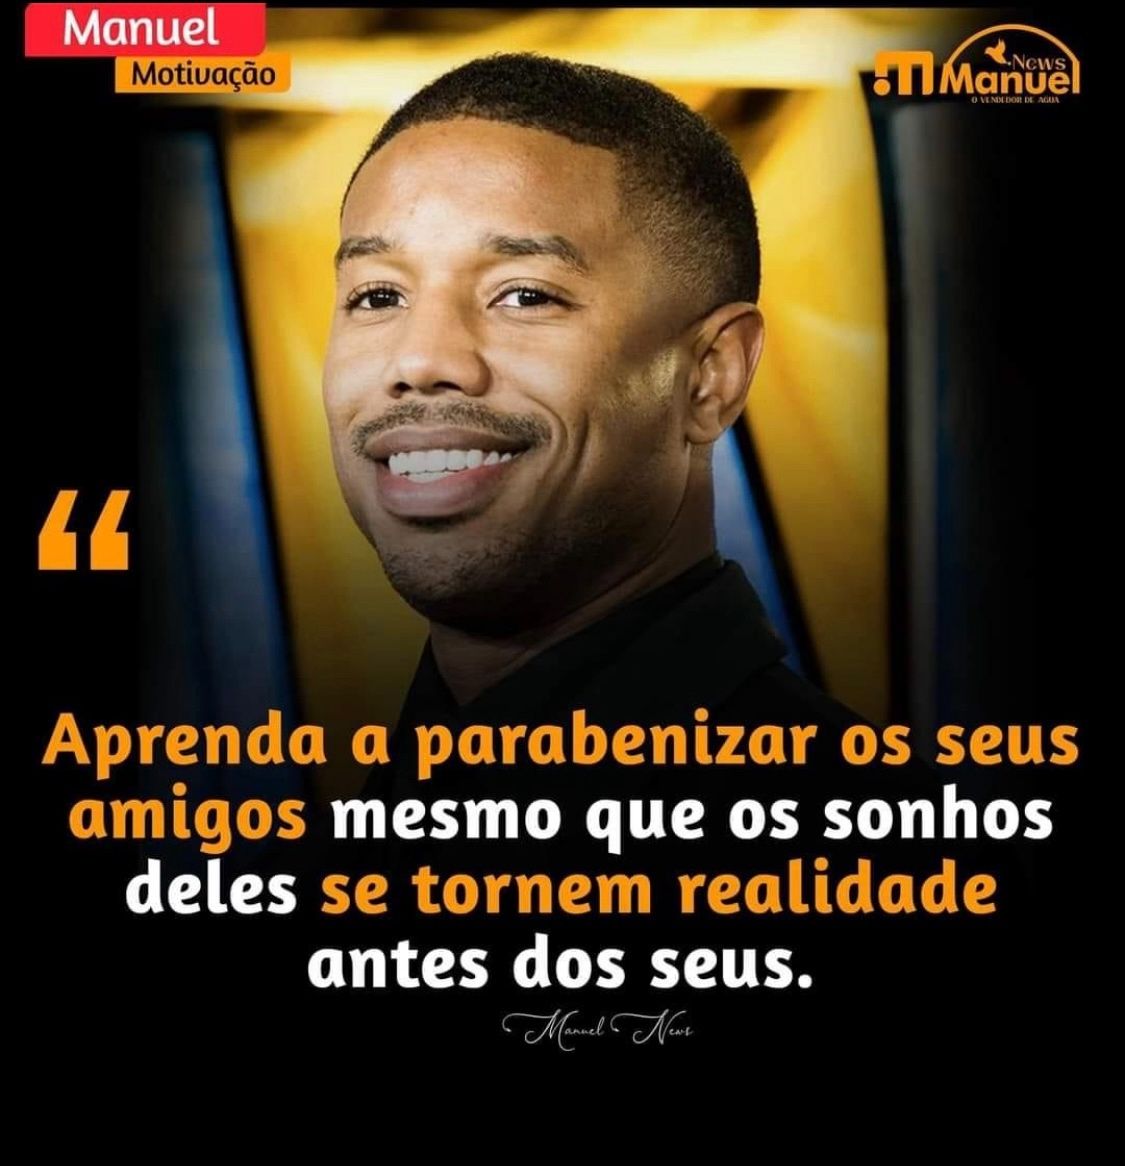 Manuel
Motivação
News
Manuel
O VENDEDOR DE AGUA
“
Aprenda a parabenizar os seus
amigos mesmo que os sonhos
deles se tornem realidade
antes dos seus.
Manuel News